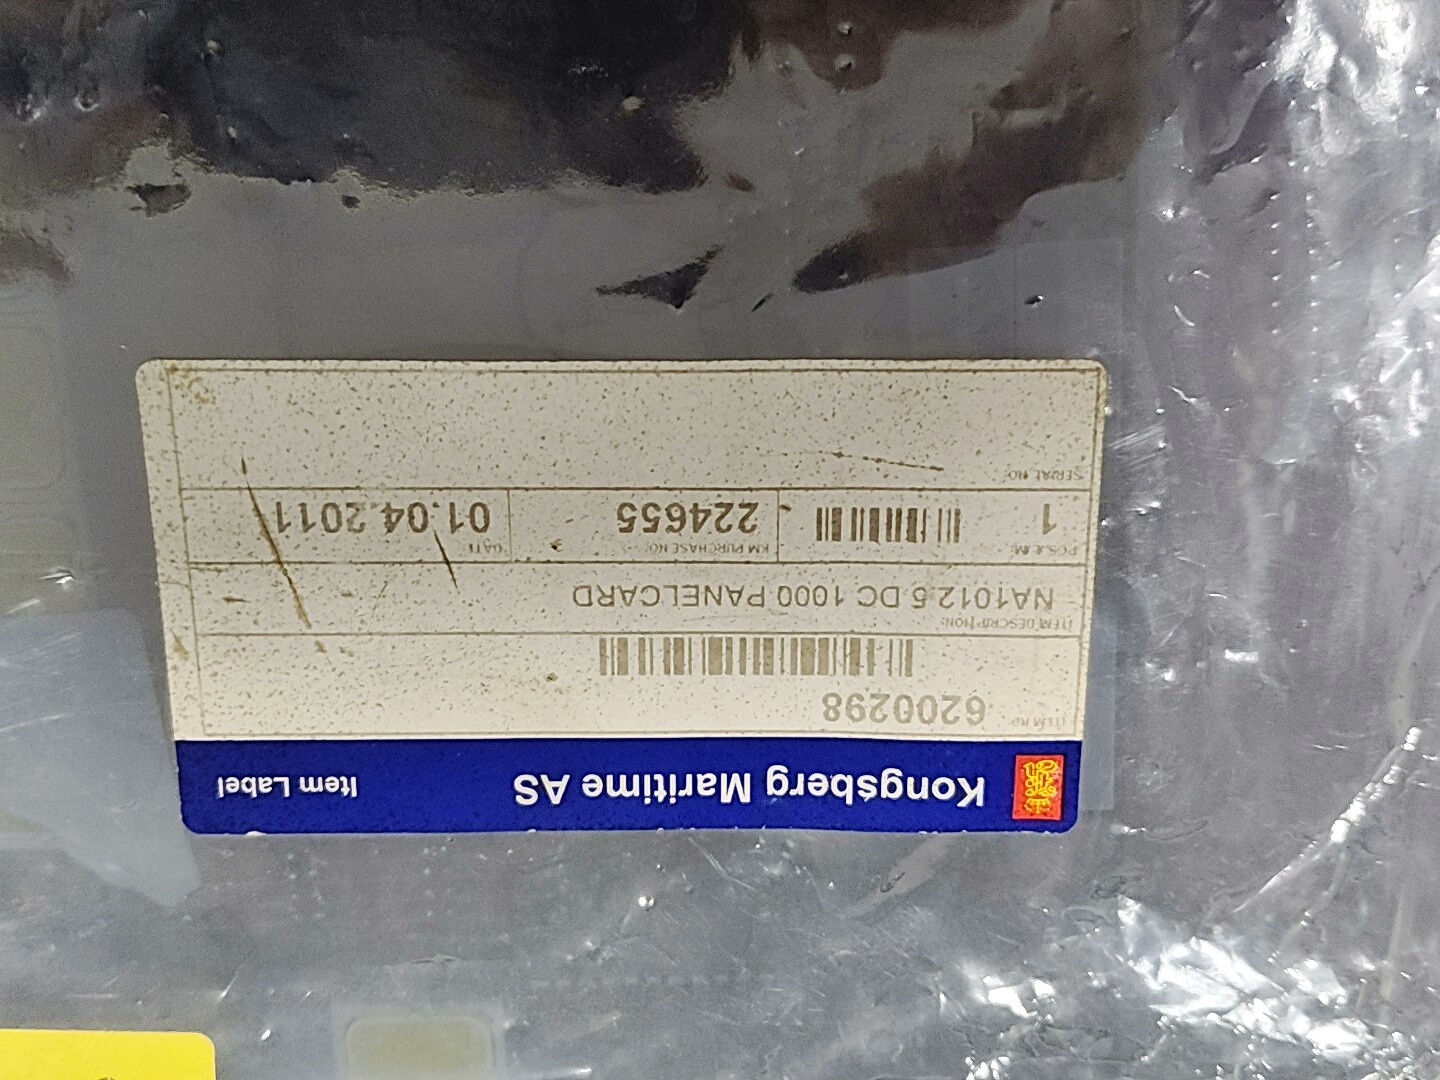 Kongsberg Maritime AS Item Label
ITEM NO:
6200298
ITEM DESCRIPTION:
NA1012.5 DC 1000 PANELCARD
KM PURCHASE NO: DATE
1 224655 01.04.2011
SERIAL NO: